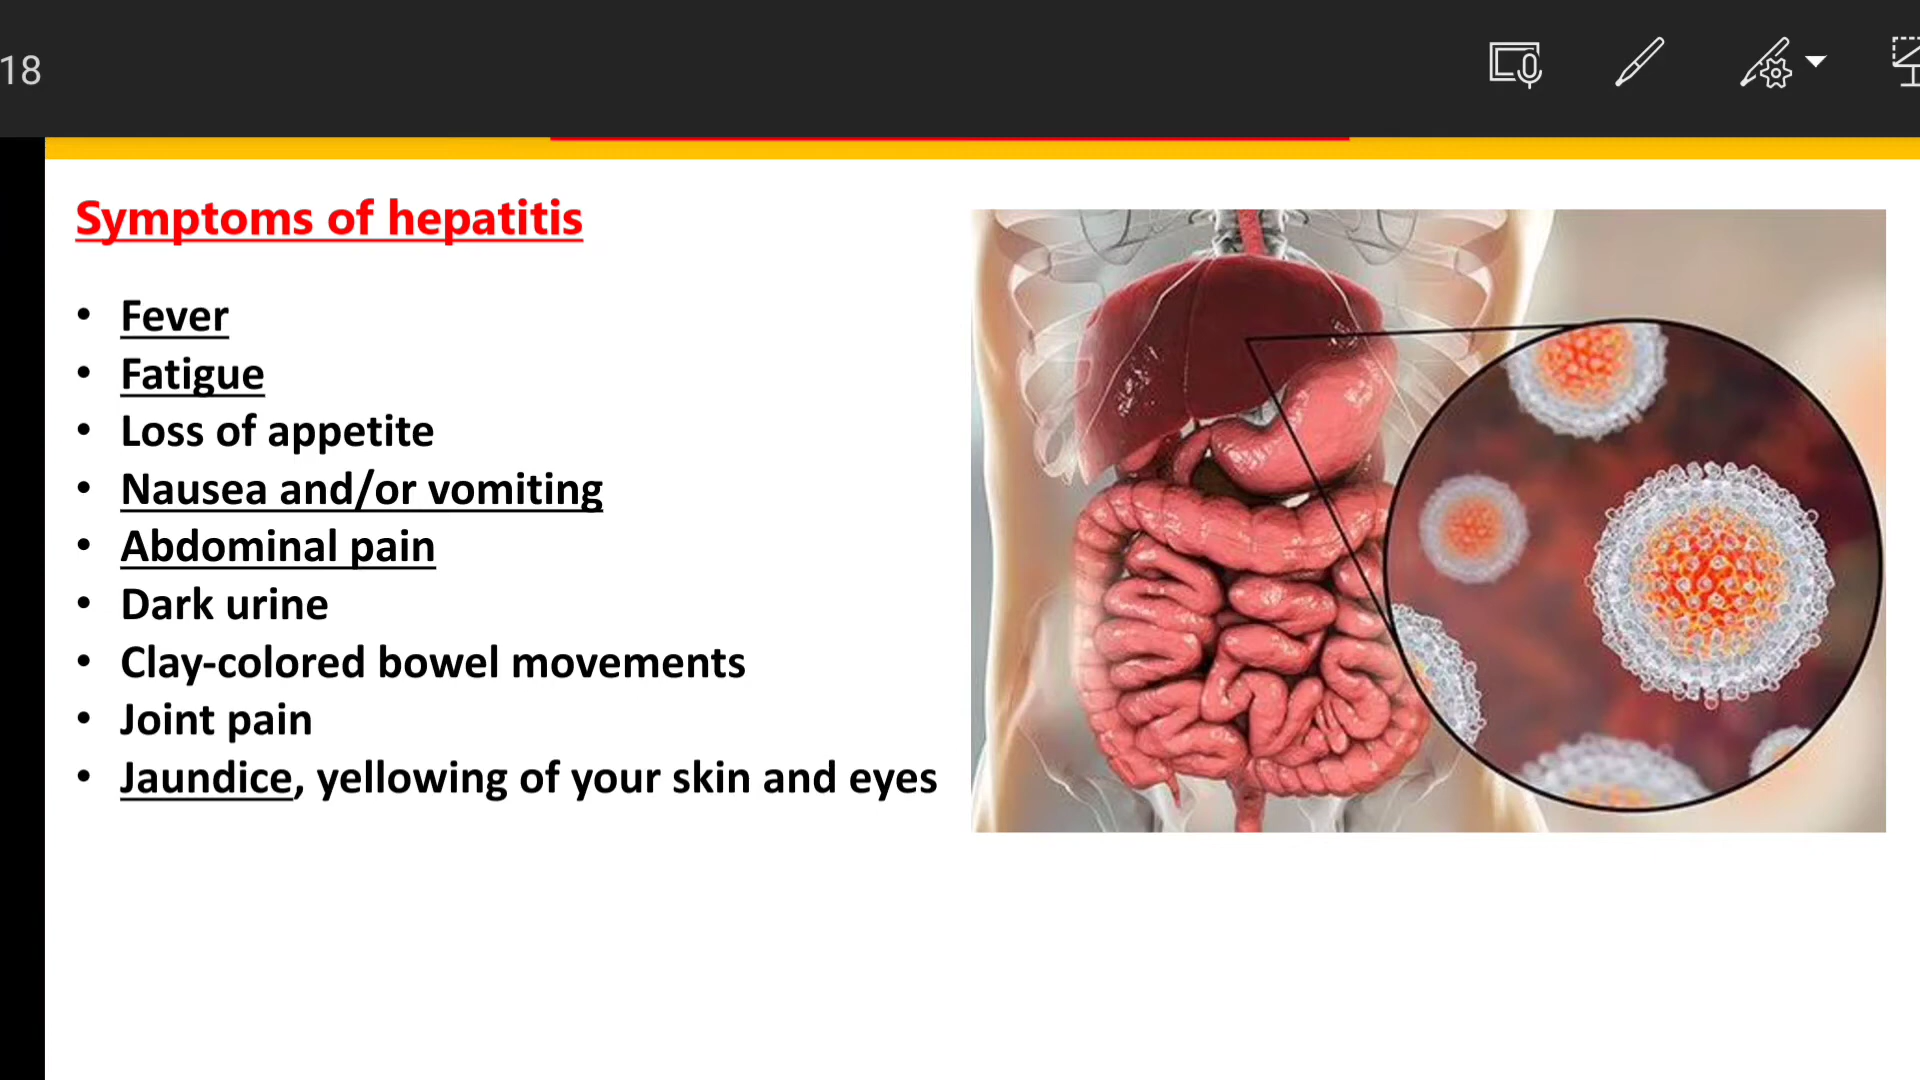 18
Symptoms of hepatitis
• Fever
• Fatigue
• Loss of appetite
• Nausea and/or vomiting
• Abdominal pain
• Dark urine
• Clay-colored bowel movements
• Joint pain
• Jaundice, yellowing of your skin and eyes